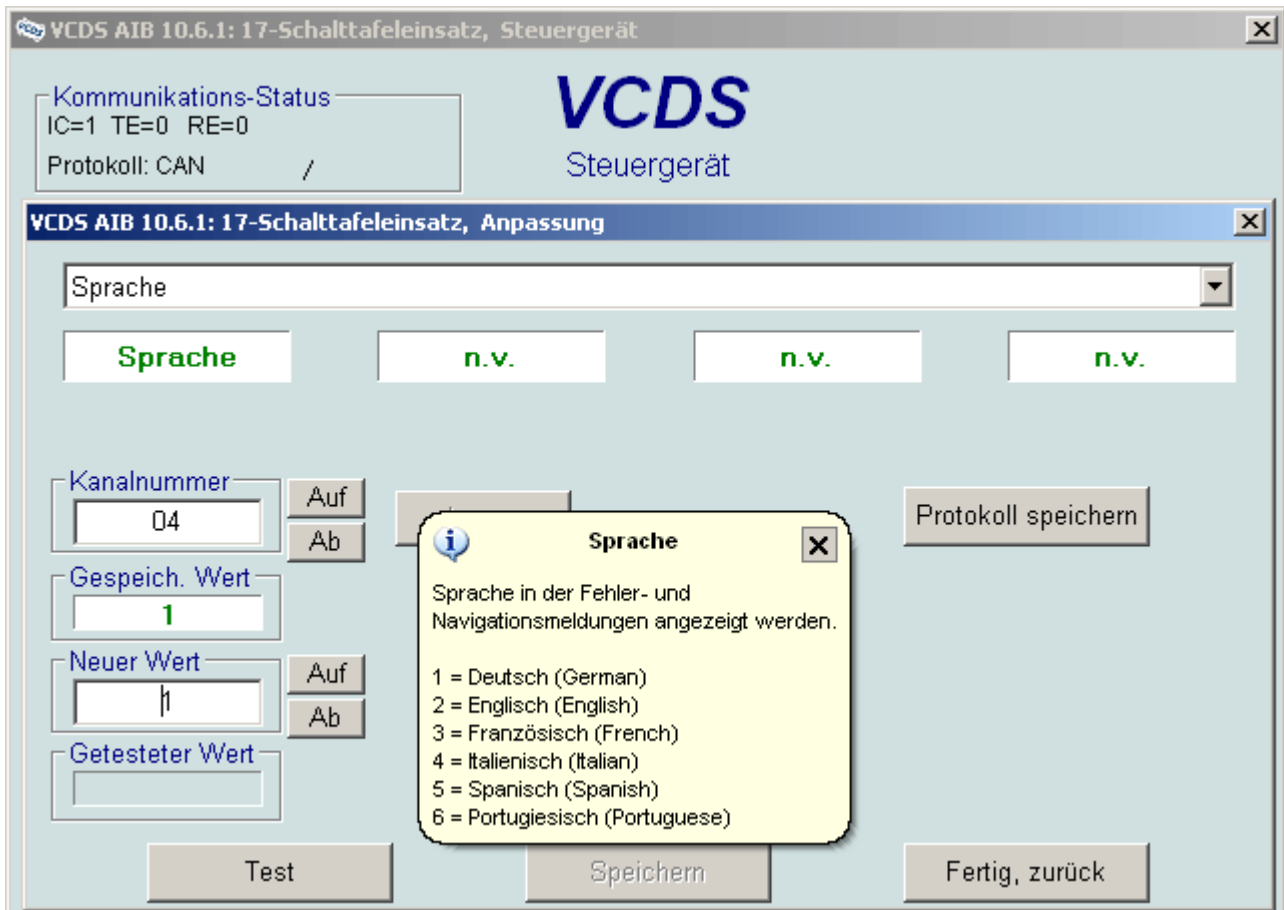 VCDS AIB 10.6.1: 17-Schalttafeleinsatz, Steuergerät
Kommunikations-Status
IC=1 TE=0 RE=0
Protokoll: CAN /
VCDS
Steuergerät
VCDS AIB 10.6.1: 17-Schalttafeleinsatz, Anpassung
Sprache
Sprache n.v. n.v. n.v.
Kanalnummer
04
Auf
Ab
Protokoll speichern
Gespeich. Wert
1
Neuer Wert
1
Auf
Ab
Getesteter Wert
Sprache
Sprache in der Fehler- und
Navigationsmeldungen angezeigt werden.
1 = Deutsch (German)
2 = Englisch (English)
3 = Französisch (French)
4 = Italienisch (Italian)
5 = Spanisch (Spanish)
6 = Portugiesisch (Portuguese)
Test
Speichern
Fertig, zurück